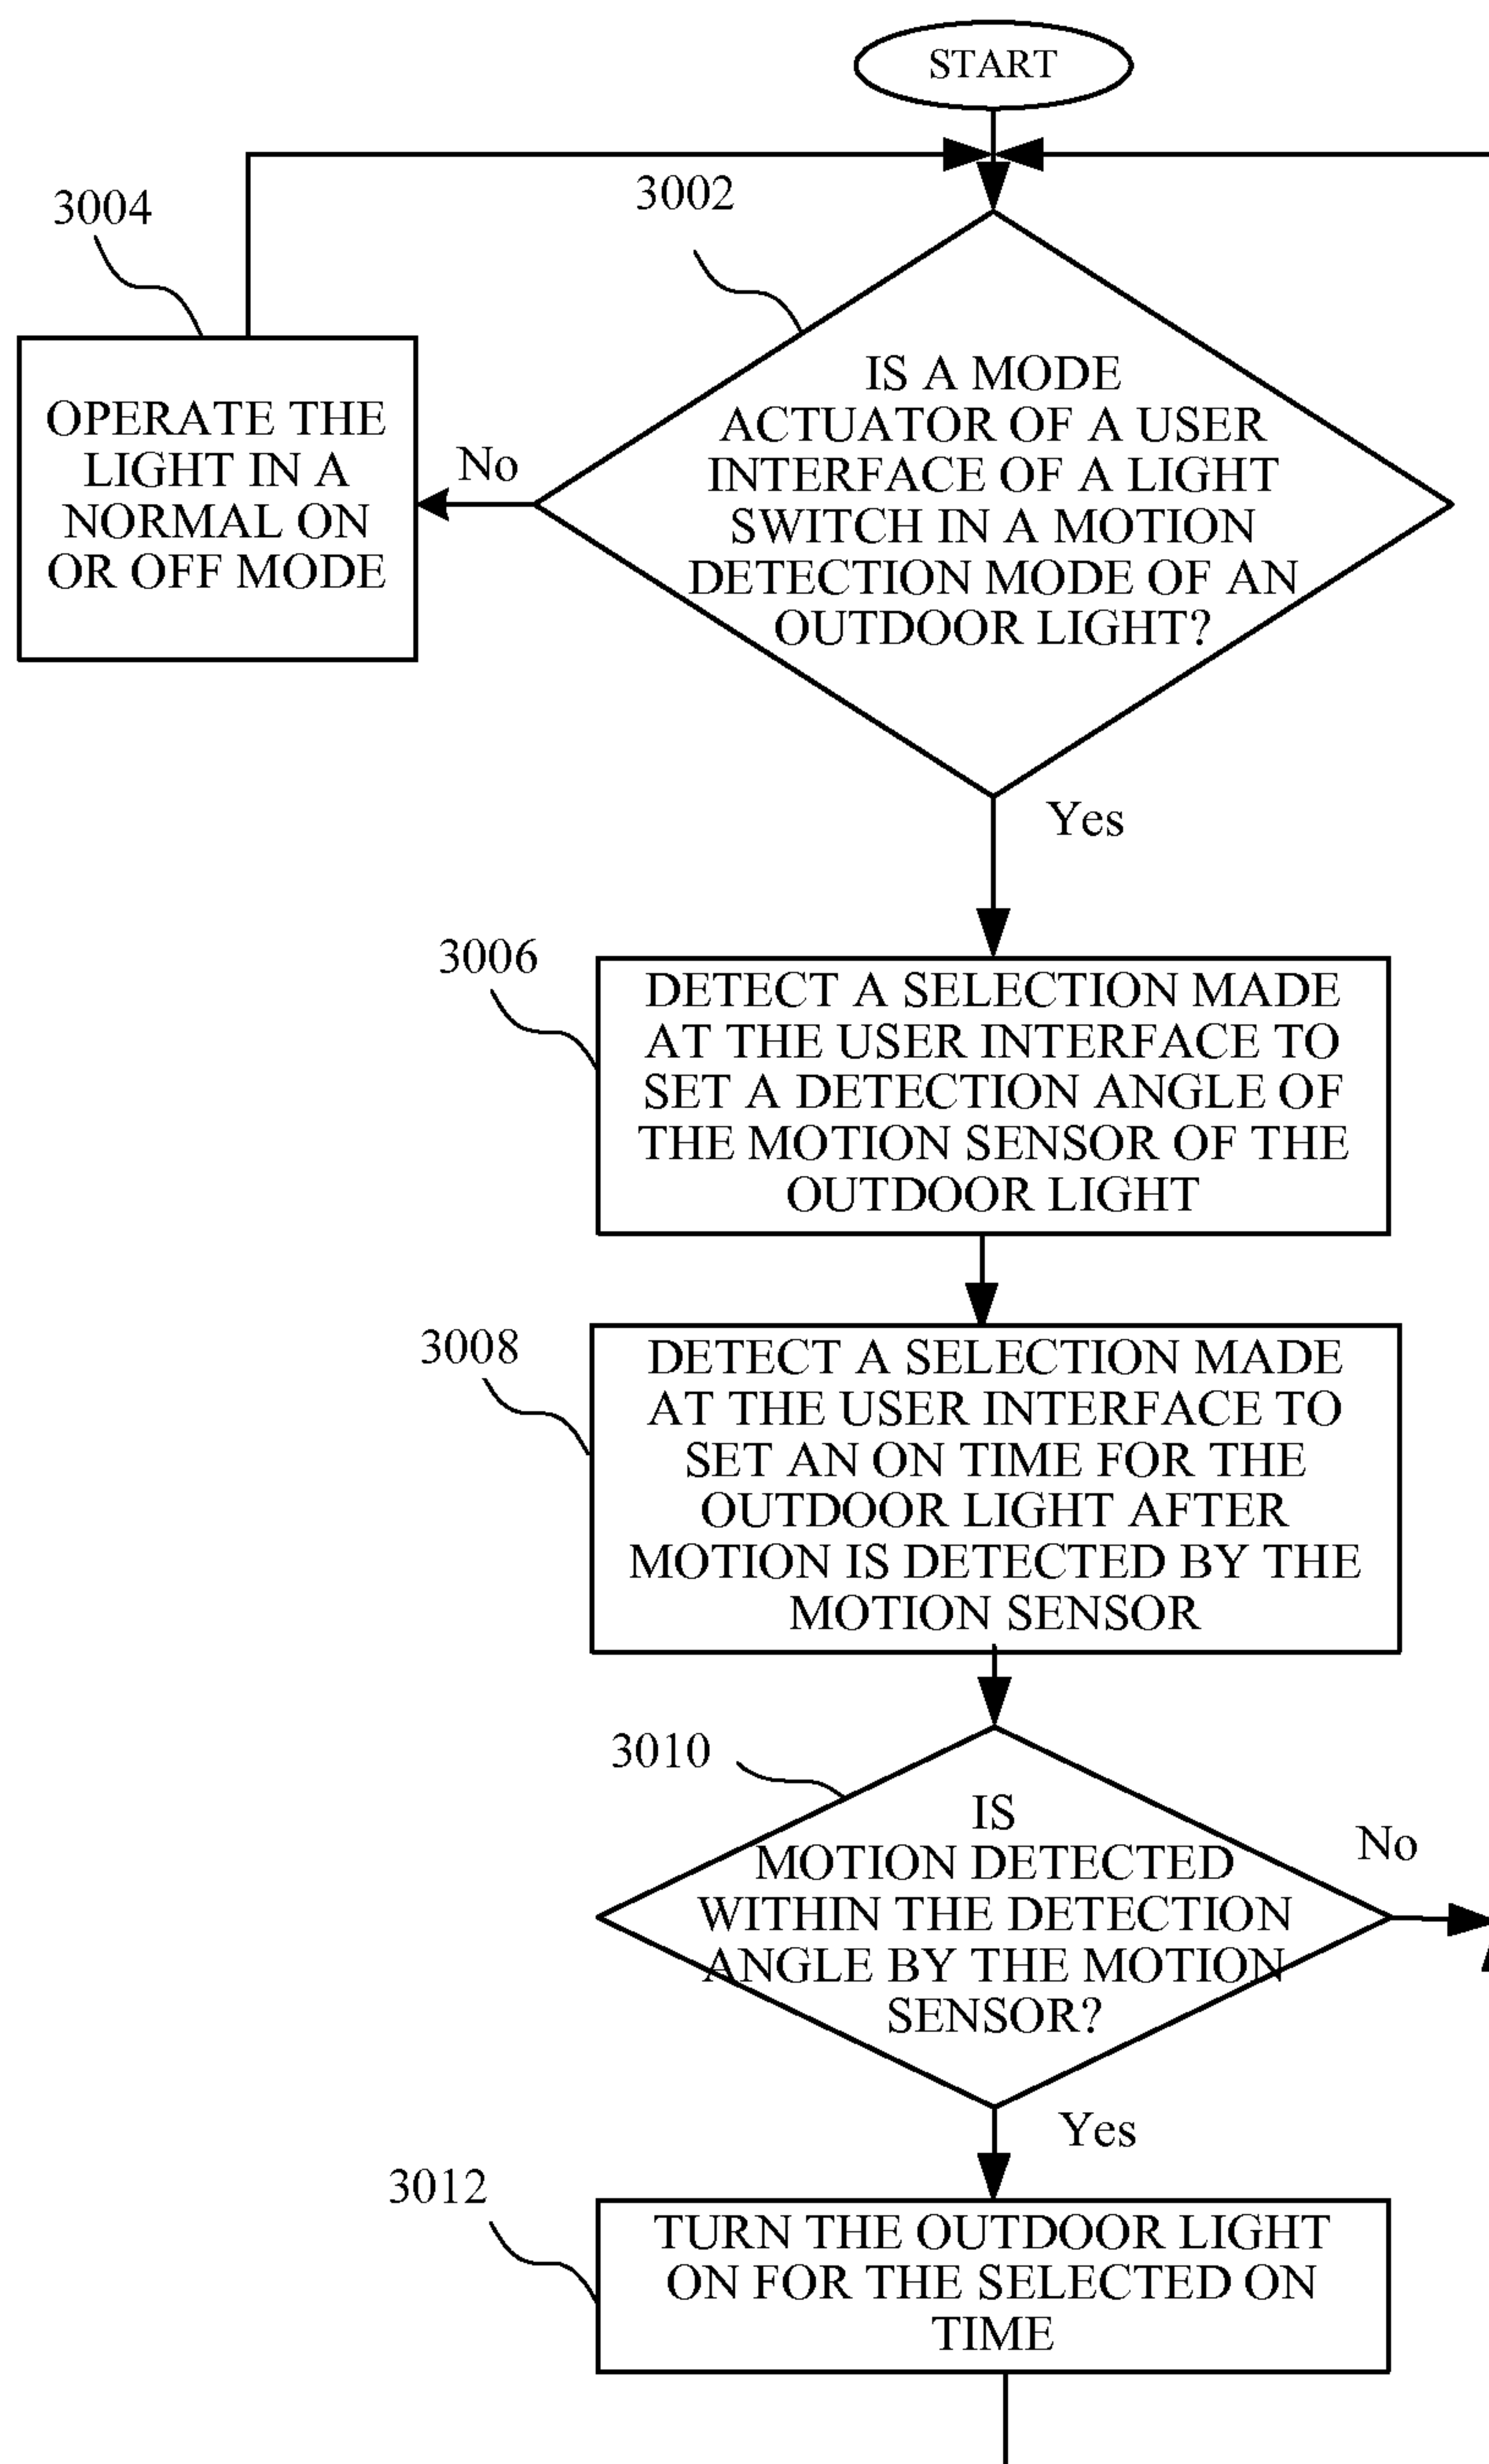 START
3004
3002
OPERATE THE
LIGHT IN A
NORMAL ON
OR OFF MODE
No
IS A MODE
ACTUATOR OF A USER
INTERFACE OF A LIGHT
SWITCH IN A MOTION
DETECTION MODE OF AN
OUTDOOR LIGHT?
Yes
3006
DETECT A SELECTION MADE
AT THE USER INTERFACE TO
SET A DETECTION ANGLE OF
THE MOTION SENSOR OF THE
OUTDOOR LIGHT
3008
DETECT A SELECTION MADE
AT THE USER INTERFACE TO
SET AN ON TIME FOR THE
OUTDOOR LIGHT AFTER
MOTION IS DETECTED BY THE
MOTION SENSOR
3010
IS
MOTION DETECTED
WITHIN THE DETECTION
ANGLE BY THE MOTION
SENSOR?
No
Yes
3012
TURN THE OUTDOOR LIGHT
ON FOR THE SELECTED ON
TIME